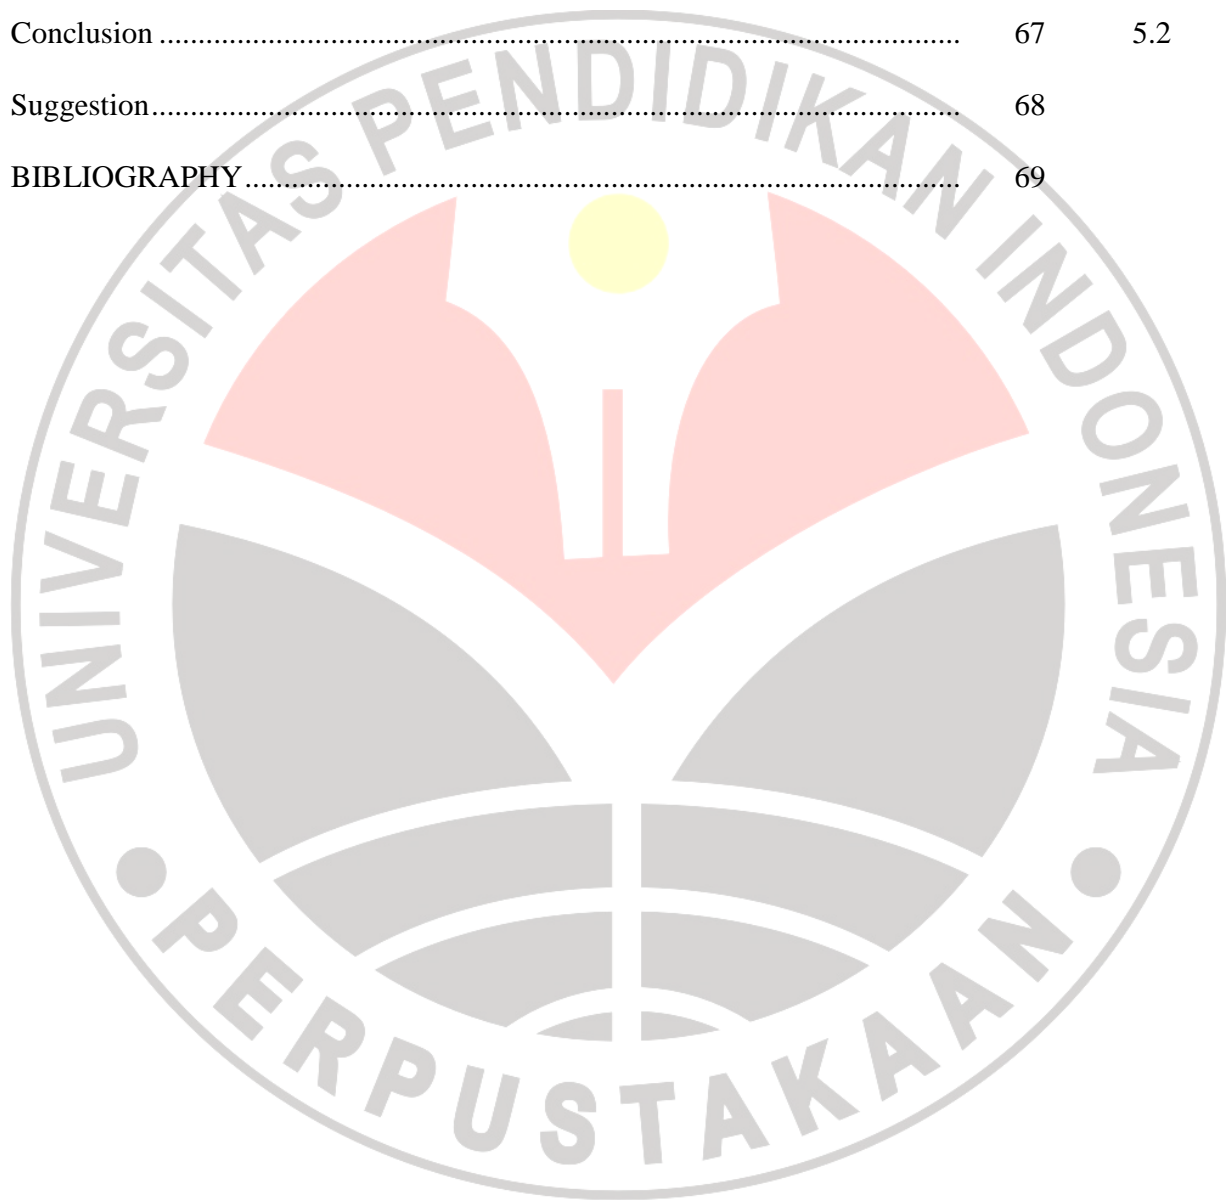 Conclusion ........................................................................................................ 67 5.2
Suggestion......................................................................................................... 68
BIBLIOGRAPHY............................................................................................. 69
UNIVERSITAS PENDIDIKAN INDONESIA
PERPUSTAKAAN